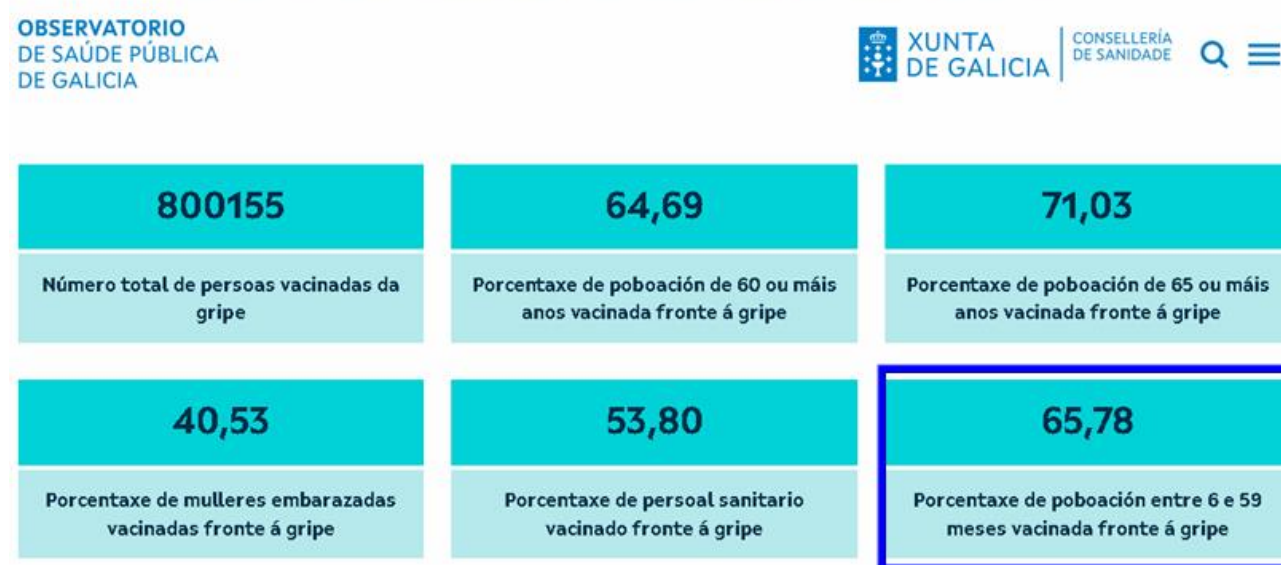 OBSERVATORIO
DE SAÚDE PÚBLICA
DE GALICIA
XUNTA
DE GALICIA
CONSELLERÍA
DE SANIDADE
800155
Número total de persoas vacinadas da
gripe
64,69
Porcentaxe de poboación de 60 ou máis
anos vacinada fronte á gripe
71,03
Porcentaxe de poboación de 65 ou máis
anos vacinada fronte á gripe
40,53
Porcentaxe de mulleres embarazadas
vacinadas fronte á gripe
53,80
Porcentaxe de persoal sanitario
vacinado fronte á gripe
65,78
Porcentaxe de poboación entre 6 e 59
meses vacinada fronte á gripe